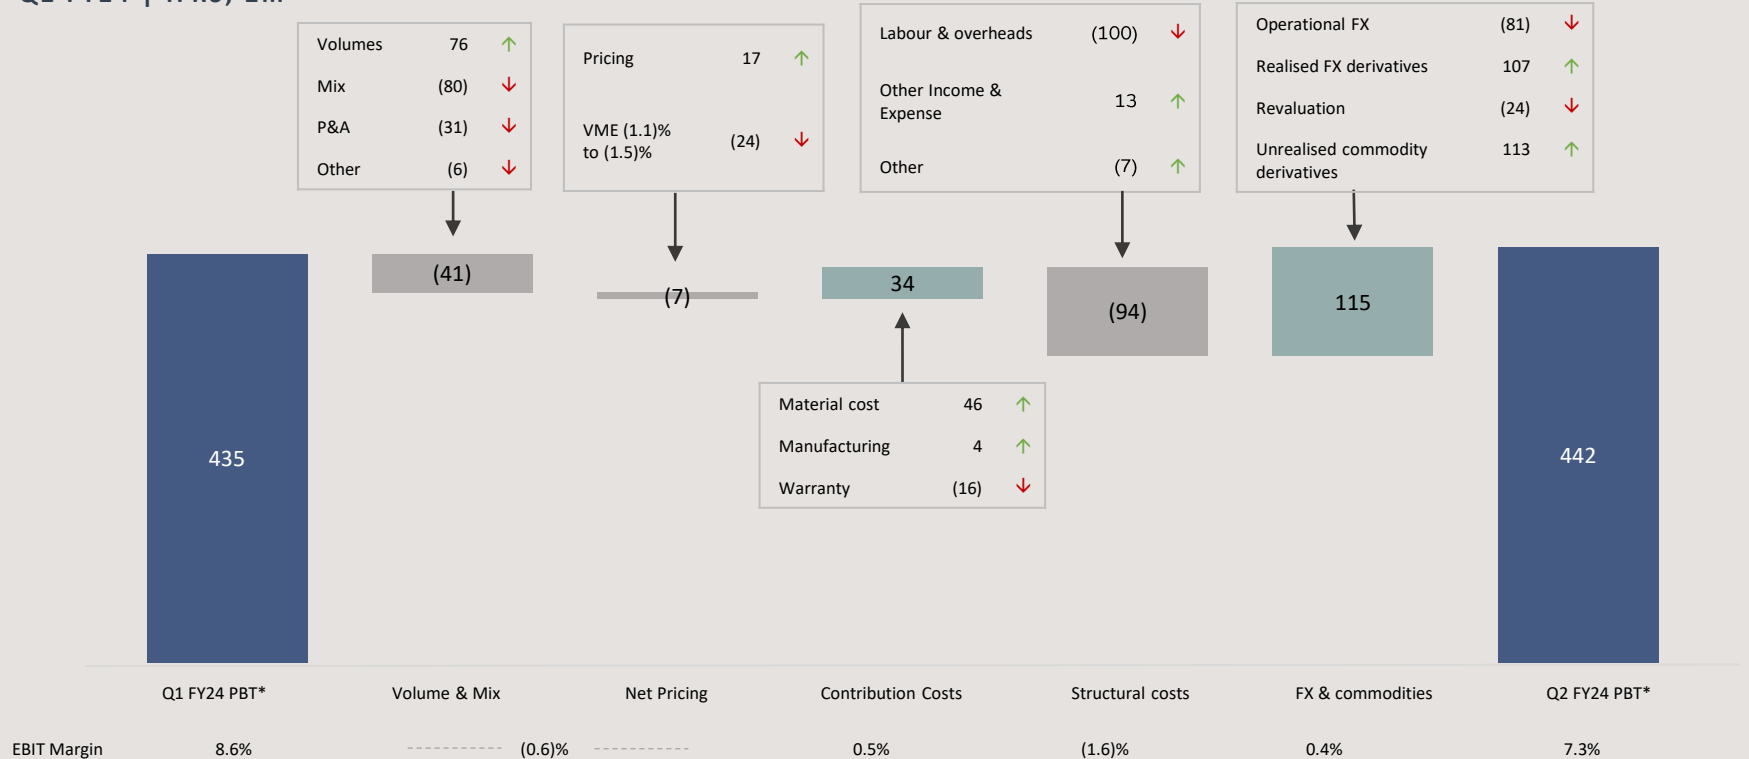 Volumes 76 ↑
Mix (80) ↓
P&A (31) ↓
Other (6) ↓
Pricing 17 ↑
VME (1.1)%
to (1.5)% (24) ↓
Labour & overheads (100) ↓
Other Income &
Expense 13 ↑
Other (7) ↑
Operational FX (81) ↓
Realised FX derivatives 107 ↑
Revaluation (24) ↓
Unrealised commodity 113 ↑
derivatives
(41)
(7)
34
(94)
115
Material cost 46 ↑
Manufacturing 4 ↑
Warranty (16) ↓
435
442
Q1 FY24 PBT* Volume & Mix Net Pricing Contribution Costs Structural costs FX & commodities Q2 FY24 PBT*
EBIT Margin 8.6% (0.6)% 0.5% (1.6)% 0.4% 7.3%